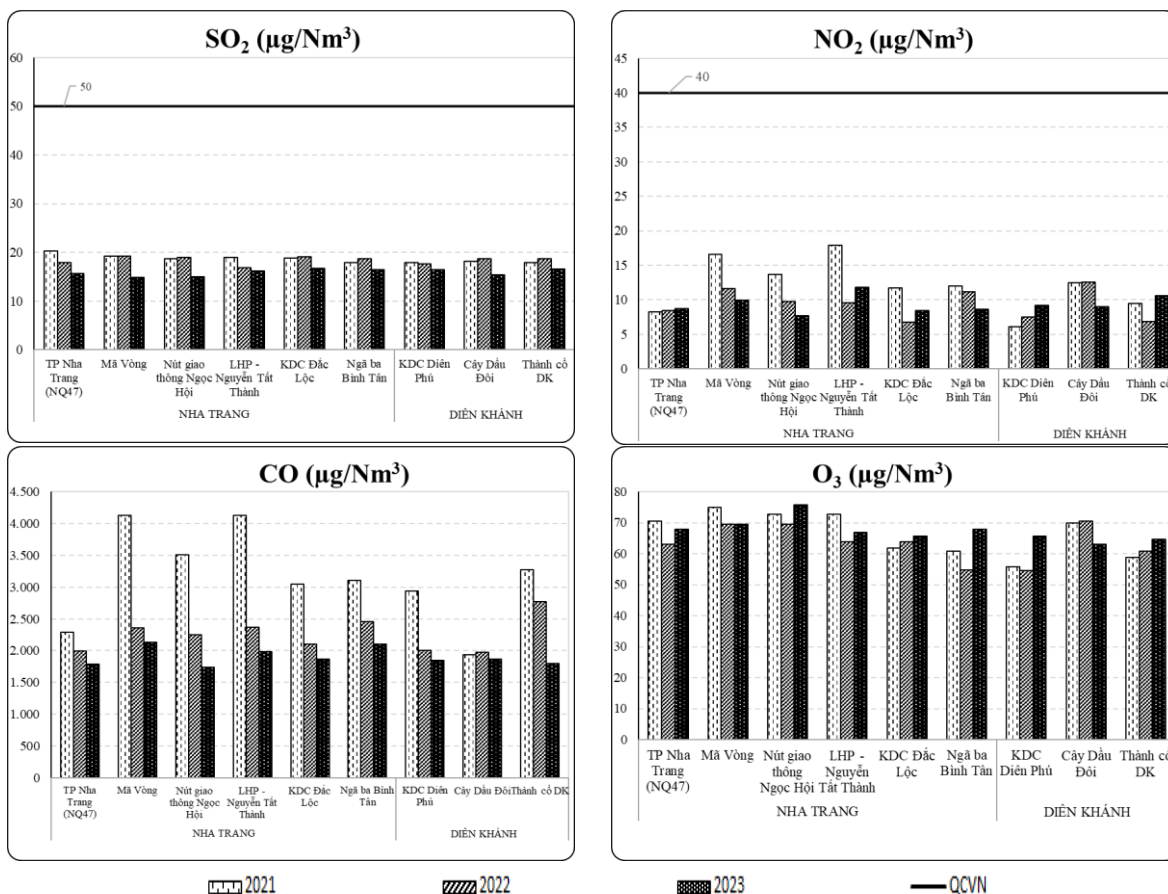 SO₂ (µg/Nm³)
60
50
40
30
20
10
0
50
TP Nha
Trang
(NQ47)
Mã Vòng
Nút giao
thông Ngọc
Hội
LHP -
Nguyễn Tất
Thành
KDC Đắc
Lộc
Ngã ba
Bình Tân
KDC Diên
Phú
Cây Dầu
Đôi
Thành cổ
DK
NHA TRANG
DIÊN KHÁNH
NO₂ (µg/Nm³)
45
40
35
30
25
20
15
10
5
0
40
TP Nha
Trang
(NQ47)
Mã Vòng
Nút giao
thông Ngọc
Hội
LHP -
Nguyễn Tất
Thành
KDC Đắc
Lộc
Ngã ba
Bình Tân
KDC Diên
Phú
Cây Dầu
Đôi
Thành cổ
DK
NHA TRANG
DIÊN KHÁNH
CO (µg/Nm³)
4.500
4.000
3.500
3.000
2.500
2.000
1.500
1.000
500
0
TP Nha
Trang
(NQ47)
Mã Vòng
Nút giao
thông Ngọc
Hội
LHP -
Nguyễn Tất
Thành
KDC Đắc
Lộc
Ngã ba Bình
Tân
KDC Diên
Phú
Cây Dầu Đôi
Thành cổ DK
NHA TRANG
DIÊN KHÁNH
O₃ (µg/Nm³)
80
70
60
50
40
30
20
10
0
TP Nha
Trang
(NQ47)
Mã Vòng
Nút giao
thông
Ngọc Hội
LHP -
Nguyễn
Tất Thành
KDC Đắc
Lộc
Ngã ba
Bình Tân
KDC
Diên Phú
Cây Dầu
Đôi
Thành cổ
DK
NHA TRANG
DIÊN KHÁNH
2021
2022
2023
QCVN